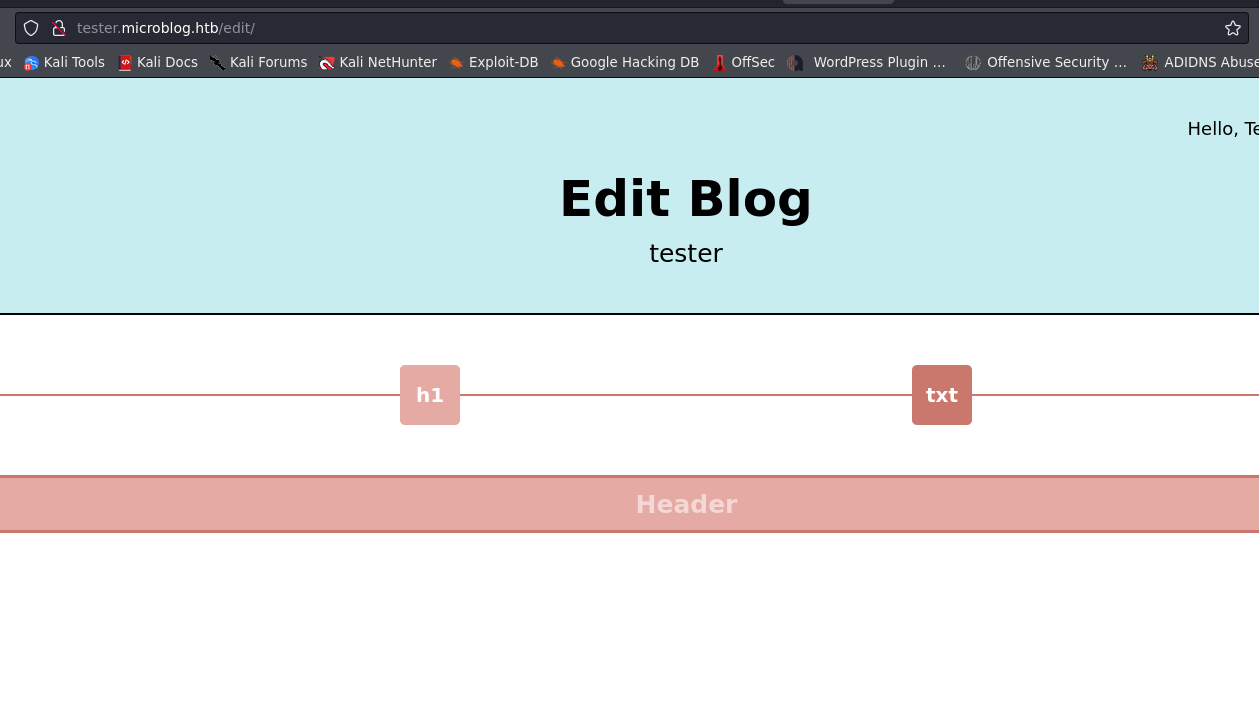 tester.microblog.htb/edit/
ux Kali Tools Kali Docs Kali Forums Kali NetHunter Exploit-DB Google Hacking DB OffSec WordPress Plugin ... Offensive Security ... ADIDNS Abuse
Hello, Te
Edit Blog
tester
h1 txt
Header